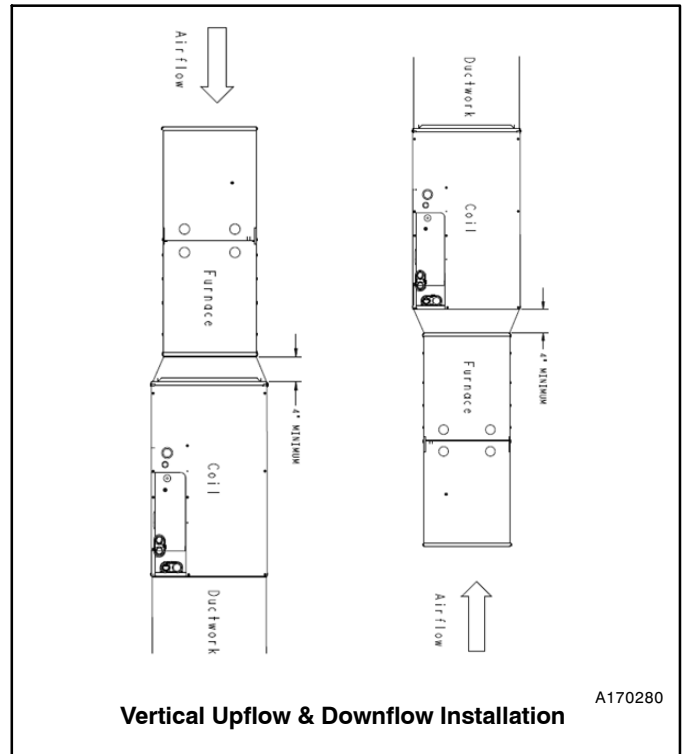 Airflow
Furnace
4" MINIMUM
Coil
Ductwork
Ductwork
Coil
4" MINIMUM
Furnace
Airflow
A170280
Vertical Upflow & Downflow Installation